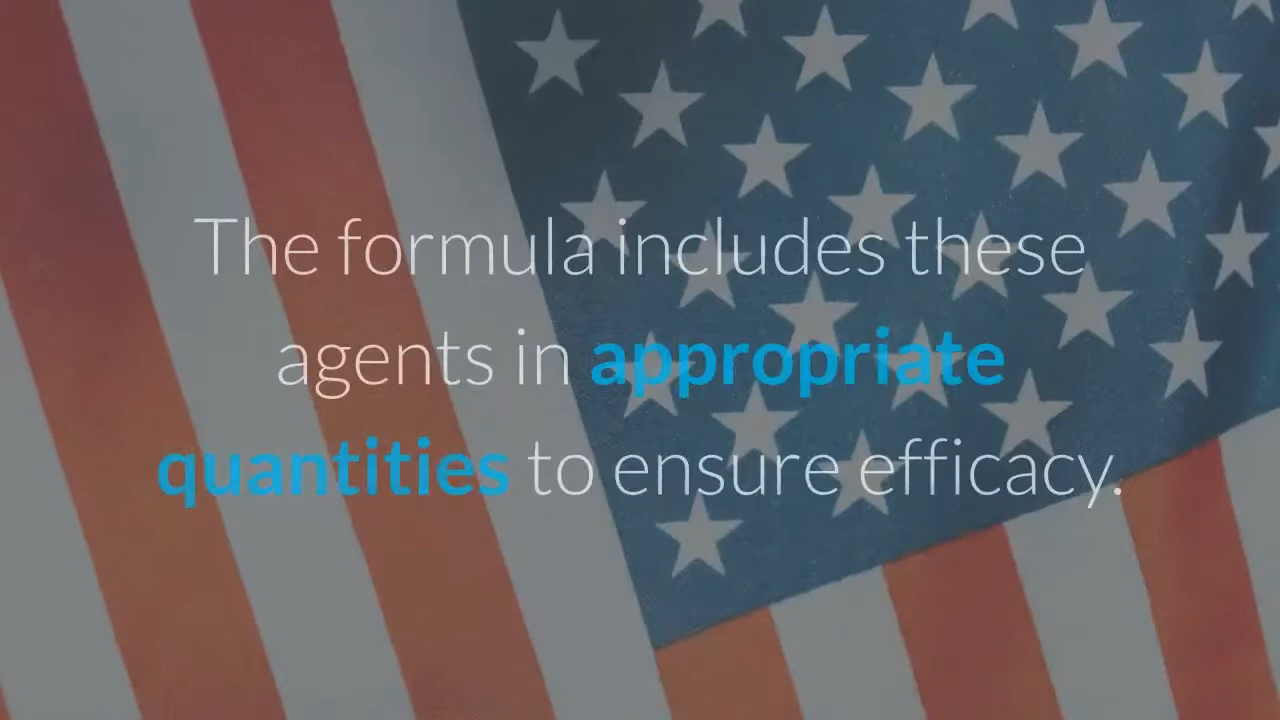 The formula includes these
agents in appropriate
quantities to ensure efficacy.